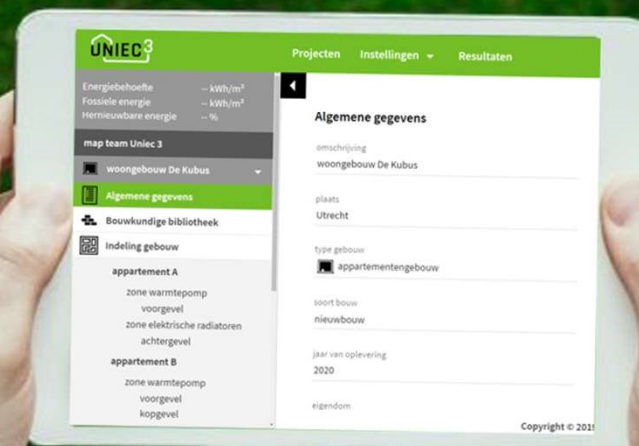 UNIEC3
Projecten Instellingen Resultaten
Energiebehoefte -- kWh/m²
Fossiele energie -- kWh/m²
Hernieuwbare energie -- %
map team Uniec 3
woongebouw De Kubus
Algemene gegevens
Bouwkundige bibliotheek
Indeling gebouw
appartement A
zone warmtepomp
voorgevel
zone elektrische radiatoren
achtergevel
appartement B
zone warmtepomp
voorgevel
kopgevel
Algemene gegevens
omschrijving
woongebouw De Kubus
plaats
Utrecht
type gebouw
appartementengebouw
soort bouw
nieuwbouw
jaar van oplevering
2020
eigendom
Copyright © 201